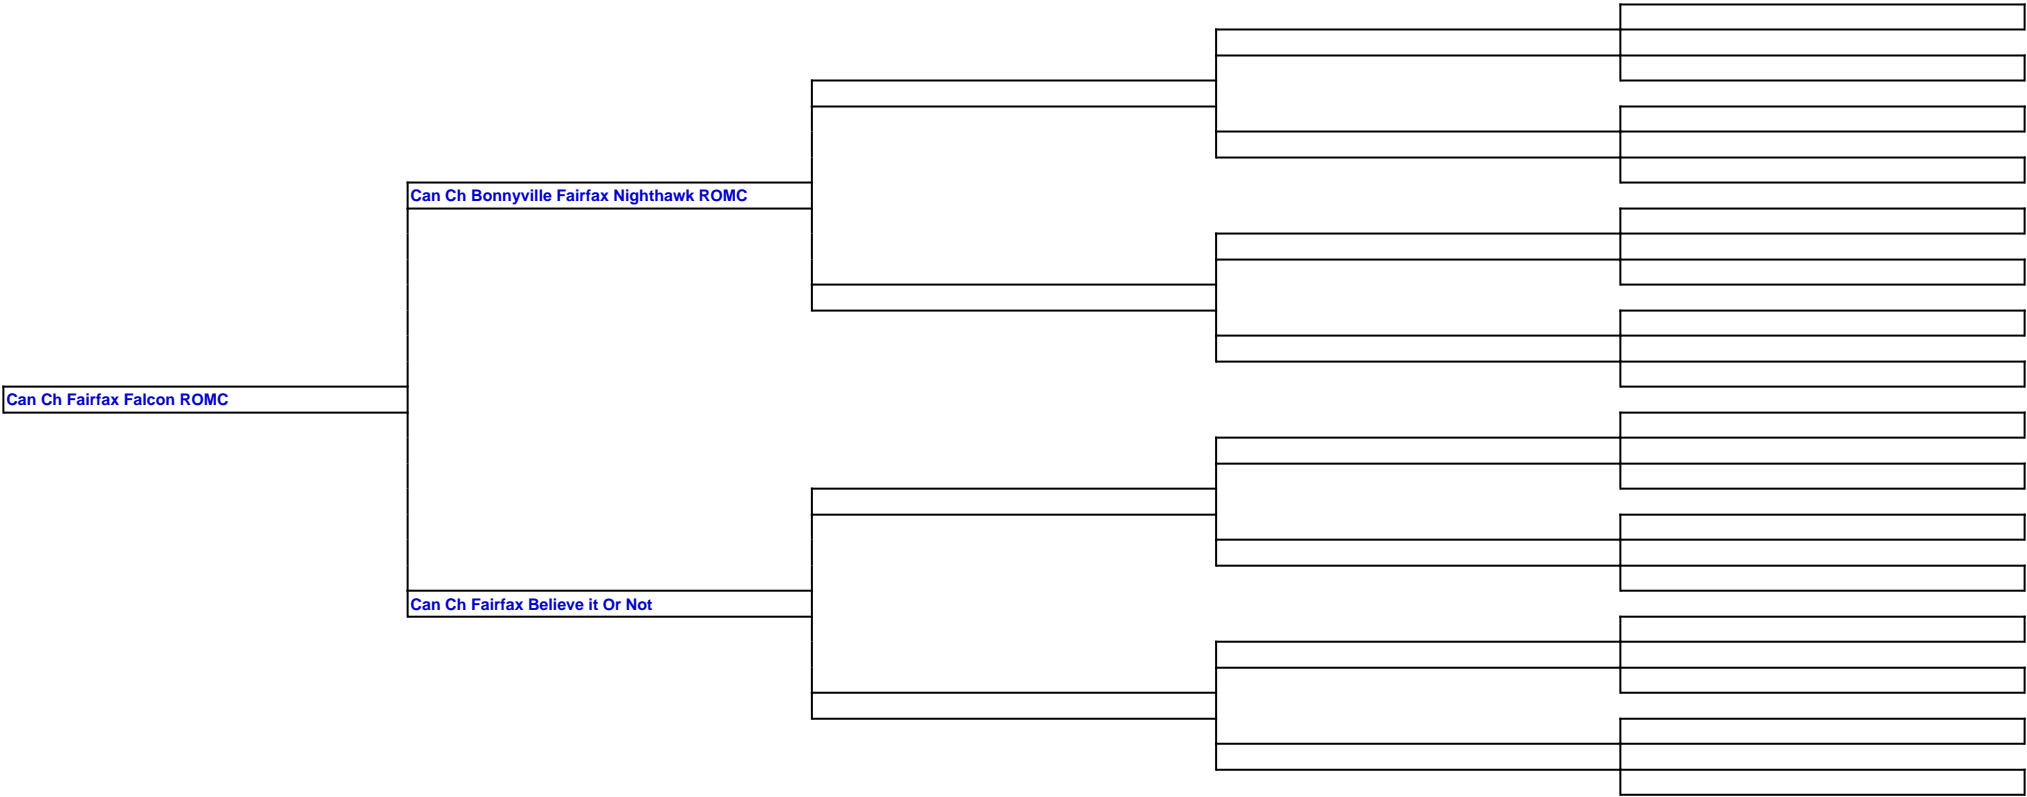 Can Ch Bonnyville Fairfax Nighthawk ROMC
Can Ch Fairfax Falcon ROMC
Can Ch Fairfax Believe it Or Not